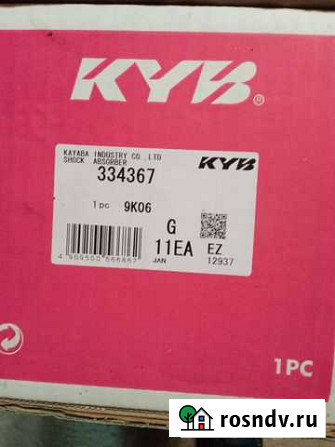 KYB®
KAYABA INDUSTRY CO.,LTD
SHOCK ABSORBER
KYB
334367
1pc 9K06
G
11EA EZ
JAN 12937
1PC
rosndv.ru